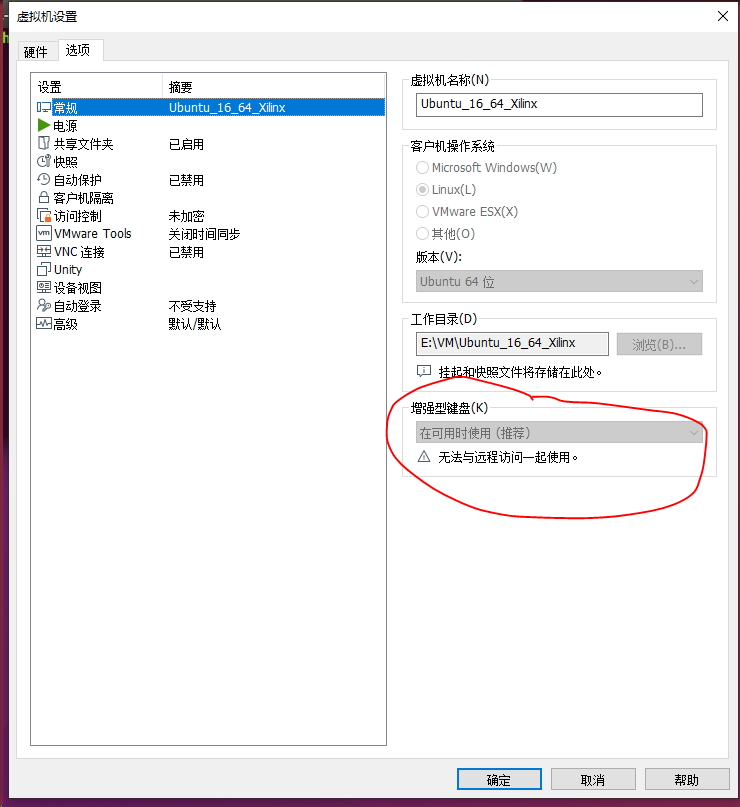 虚拟机设置
硬件 选项
设置 摘要
常规 Ubuntu_16_64_Xilinx
电源
共享文件夹 已启用
快照
自动保护 已禁用
客户机隔离
访问控制 未加密
VMware Tools 关闭时间同步
VNC 连接 已禁用
Unity
设备视图
自动登录 不受支持
高级 默认/默认
虚拟机名称(N)
Ubuntu_16_64_Xilinx
客户机操作系统
Microsoft Windows(W)
Linux(L)
VMware ESX(X)
其他(O)
版本(V):
Ubuntu 64 位
工作目录(D)
E:\VM\Ubuntu_16_64_Xilinx 浏览(B)...
挂起和快照文件将存储在此处。
增强型键盘(K)
在可用时使用 (推荐)
无法与远程访问一起使用。
确定 取消 帮助